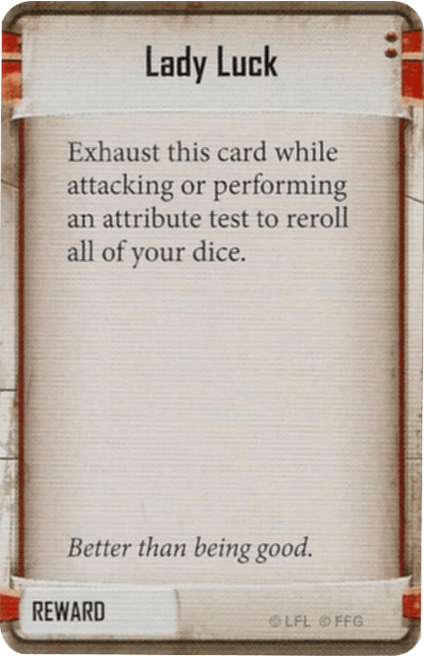 Lady Luck
Exhaust this card while
attacking or performing
an attribute test to reroll
all of your dice.
Better than being good.
REWARD
© LFL © FFG